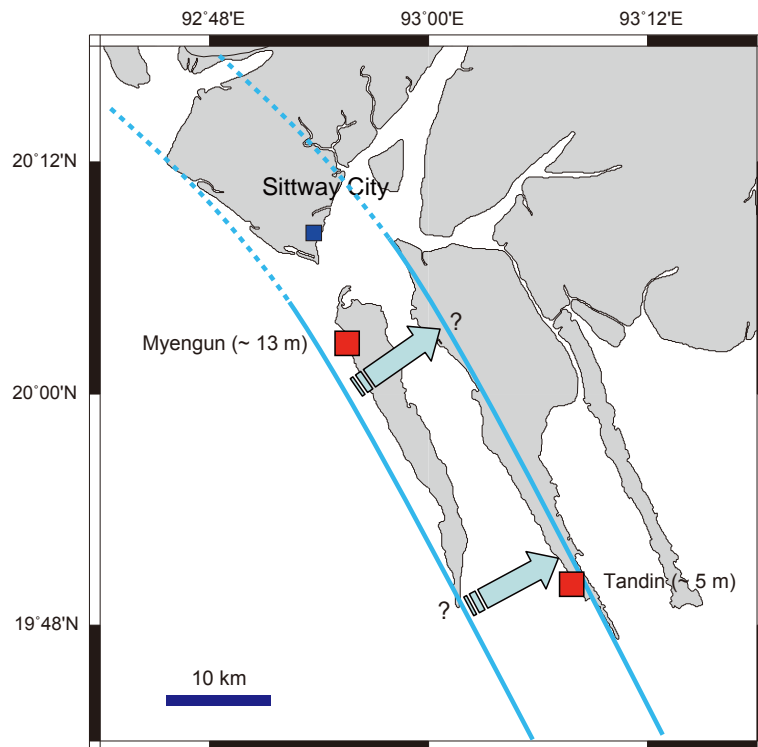 92°48'E 93°00'E 93°12'E
20°12'N
Sittway City
?
Myengun (~ 13 m)
20°00'N
Tandin (~ 5 m)
?
19°48'N
10 km